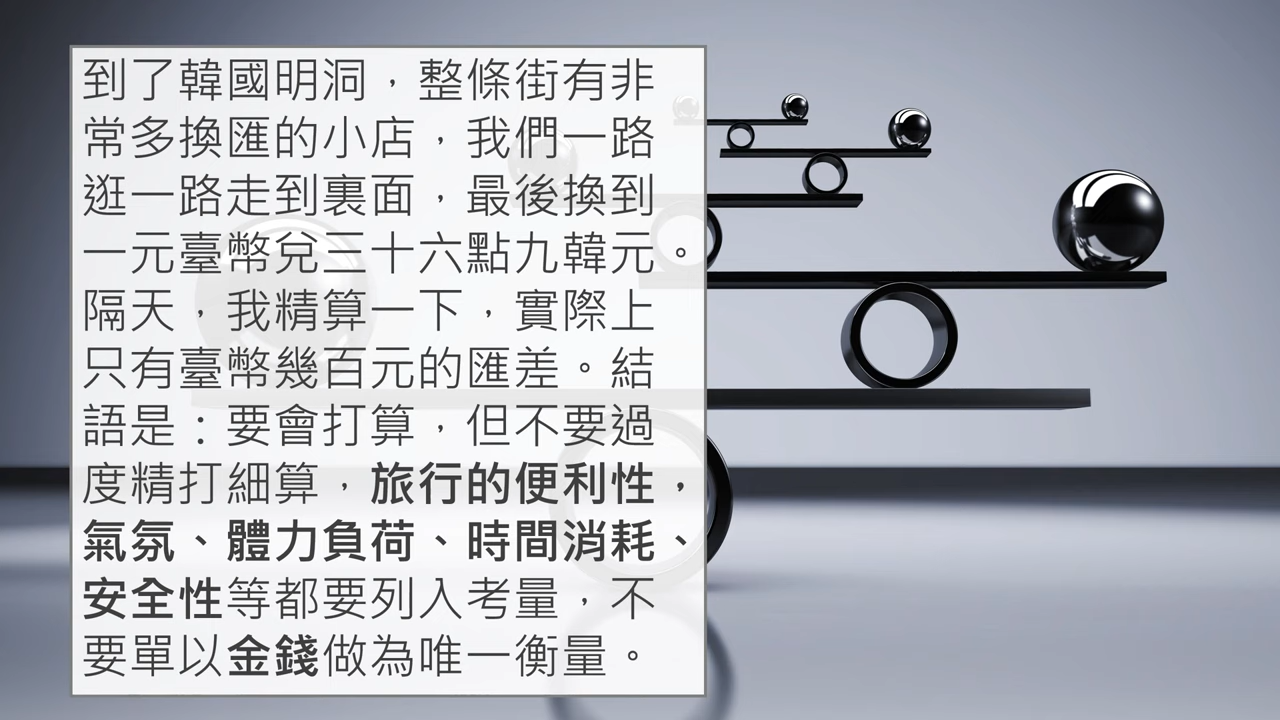 到了韓國明洞，整條街有非
常多換匯的小店，我們一路
逛一路走到裏面，最後換到
一元臺幣兌三十六點九韓元。
隔天，我精算一下，實際上
只有臺幣幾百元的匯差。結
語是：要會打算，但不要過
度精打細算，旅行的便利性，
氣氛、體力負荷、時間消耗、
安全性等都要列入考量，不
要單以金錢做為唯一衡量。